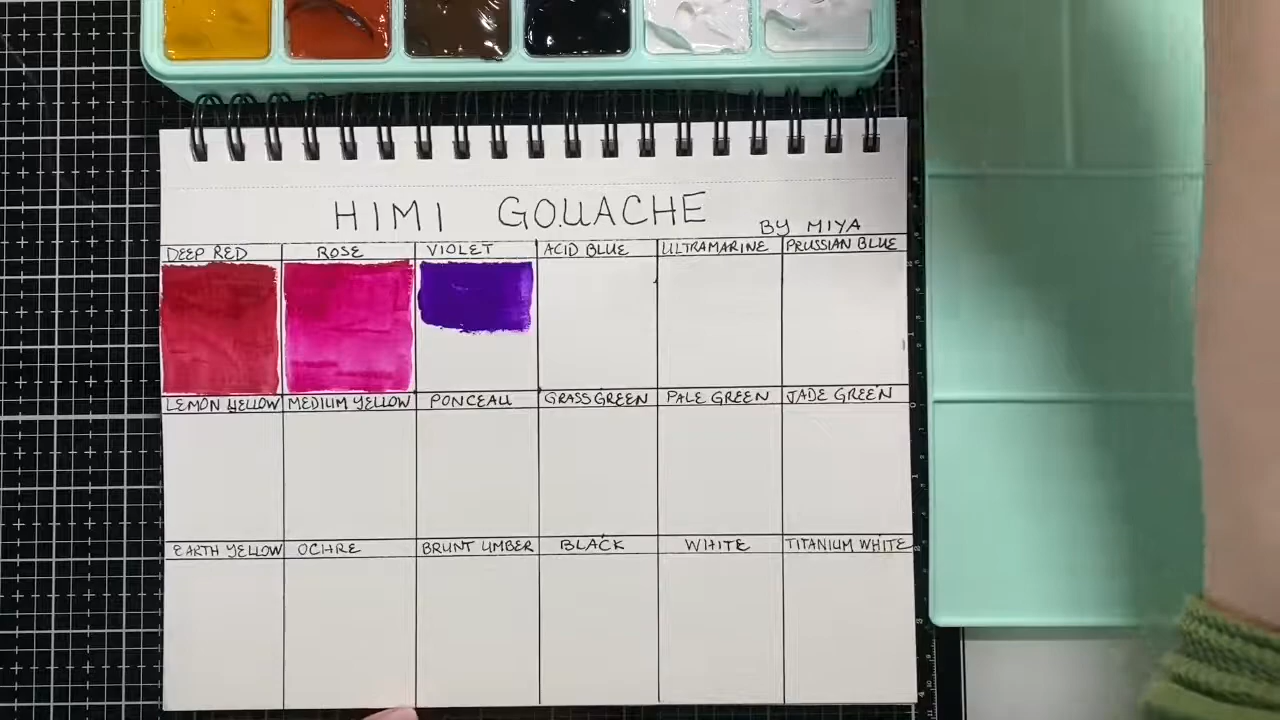 HIMI GOUACHE
BY MIYA
DEEP RED ROSE VIOLET ACID BLUE ULTRAMARINE PRUSSIAN BLUE
LEMON YELLOW MEDIUM YELLOW PONCEAU GRASS GREEN PALE GREEN JADE GREEN
EARTH YELLOW OCHRE BRUNT UMBER BLACK WHITE TITANIUM WHITE